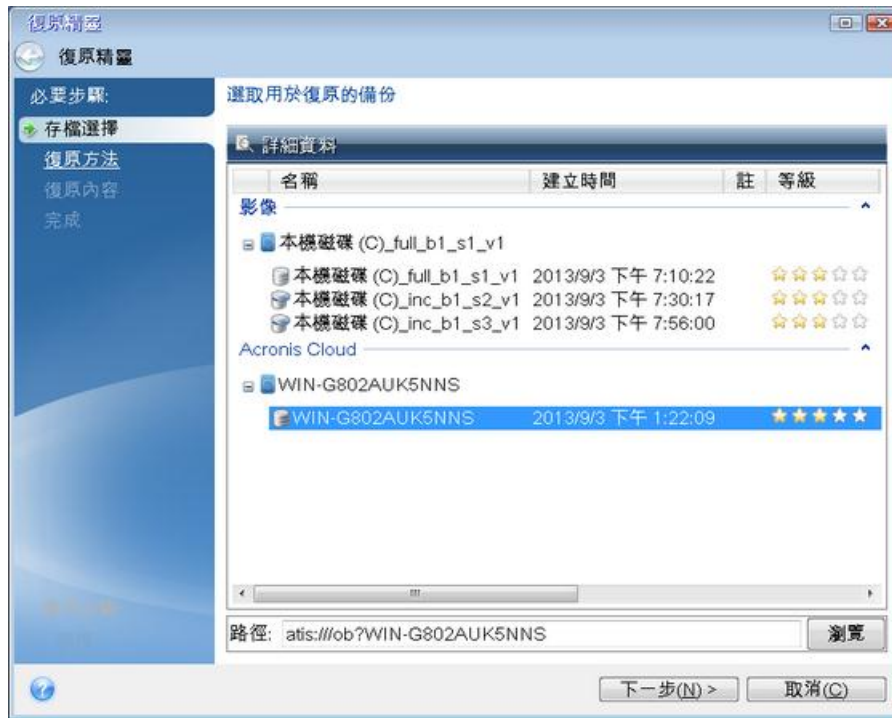 復原精靈
復原精靈
必要步驟:
存檔選擇
復原方法
復原內容
完成
選取用於復原的備份
詳細資料
名稱 建立時間 註 等級
影像
本機磁碟 (C)_full_b1_s1_v1
本機磁碟 (C)_full_b1_s1_v1 2013/9/3 下午 7:10:22
本機磁碟 (C)_inc_b1_s2_v1 2013/9/3 下午 7:30:17
本機磁碟 (C)_inc_b1_s3_v1 2013/9/3 下午 7:56:00
Acronis Cloud
WIN-G802AUK5NNS
WIN-G802AUK5NNS 2013/9/3 下午 1:22:09
路徑: atis:///ob?WIN-G802AUK5NNS 瀏覽
下一步(N) > 取消(C)